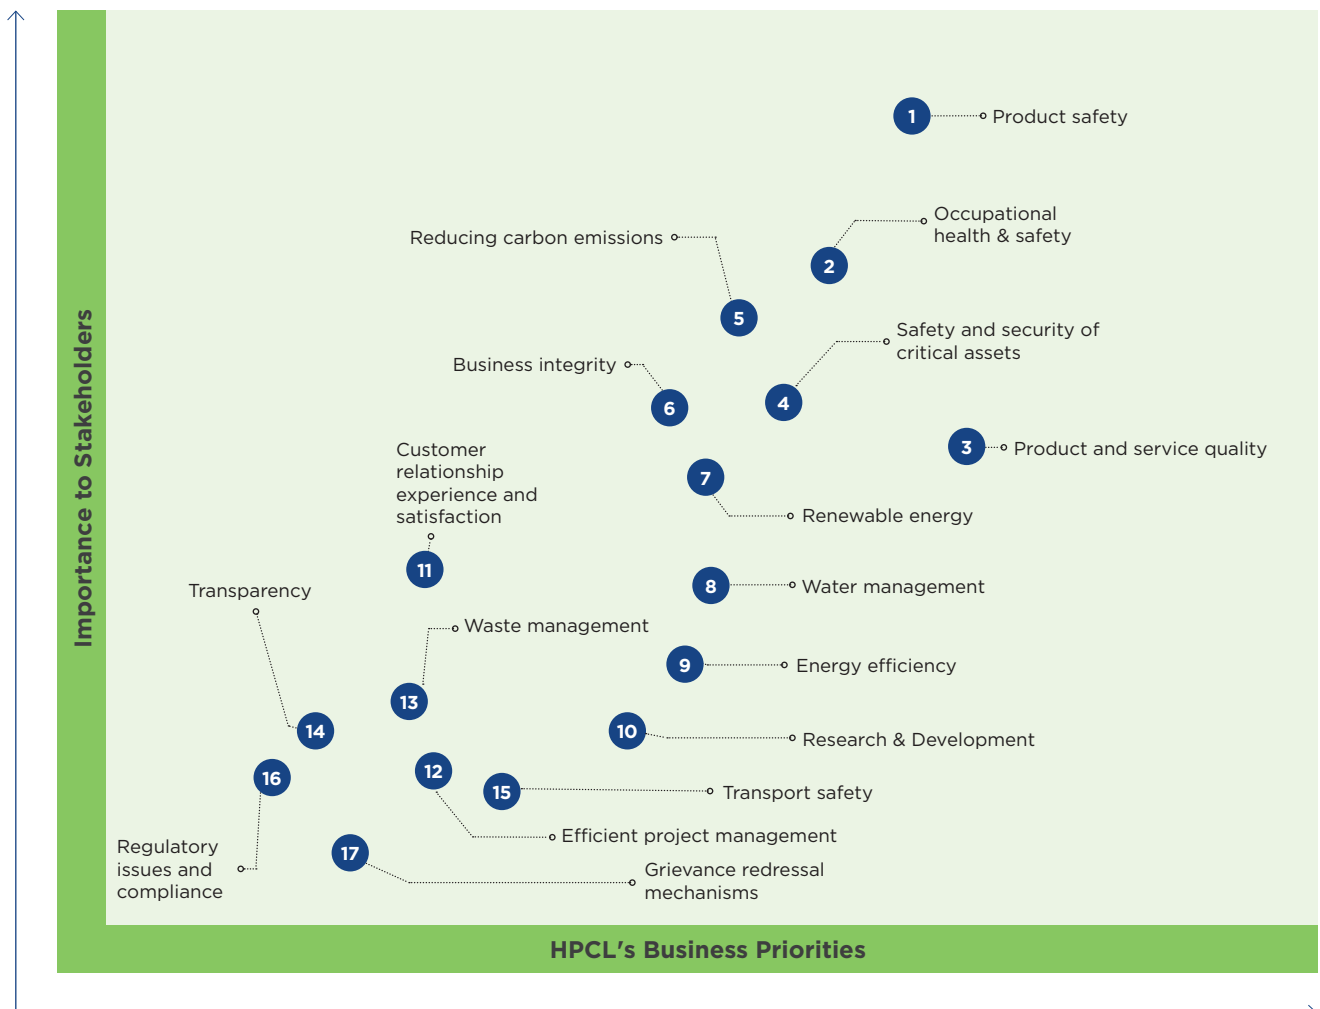 Importance to Stakeholders
1
Product safety
Occupational
health & safety
2
Reducing carbon emissions
5
Safety and security of
critical assets
4
Business integrity
6
3
Product and service quality
Customer
relationship
experience and
satisfaction
11
7
Renewable energy
8
Water management
Transparency
14
Waste management
13
9
Energy efficiency
10
Research & Development
16
12
15
Transport safety
Efficient project management
Regulatory
issues and
compliance
17
Grievance redressal
mechanisms
HPCL's Business Priorities